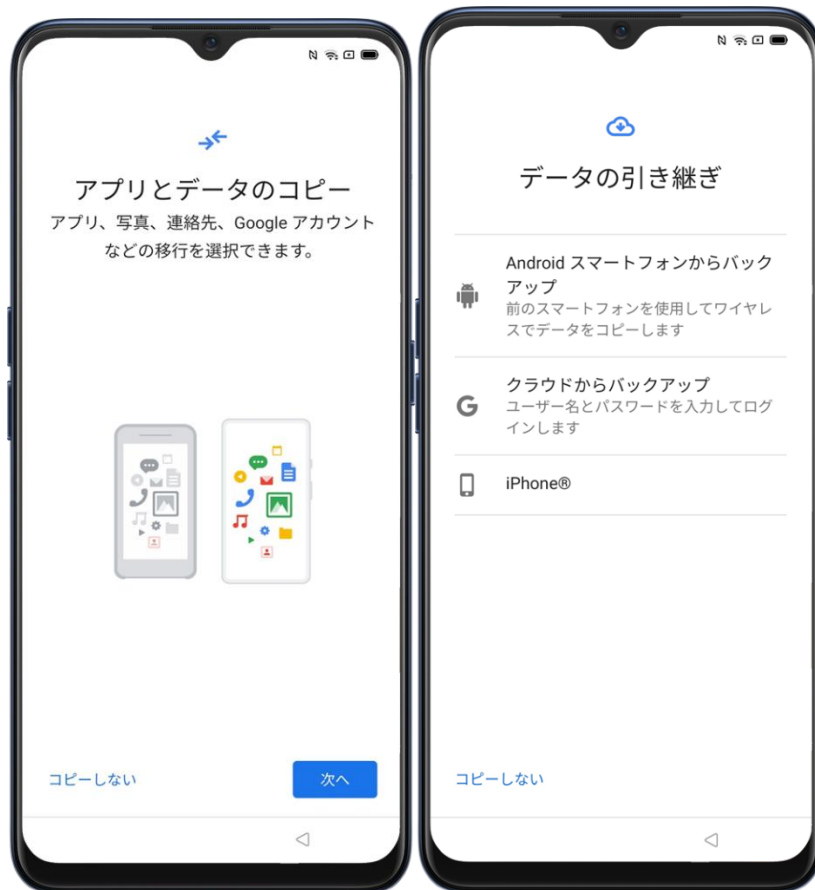 アプリとデータのコピー
アプリ、写真、連絡先、Google アカウント
などの移行を選択できます。
コピーしない
次へ
データの引き継ぎ
Android スマートフォンからバック
アップ
前のスマートフォンを使用してワイヤレ
スでデータをコピーします
クラウドからバックアップ
ユーザー名とパスワードを入力してログ
インします
iPhone®
コピーしない